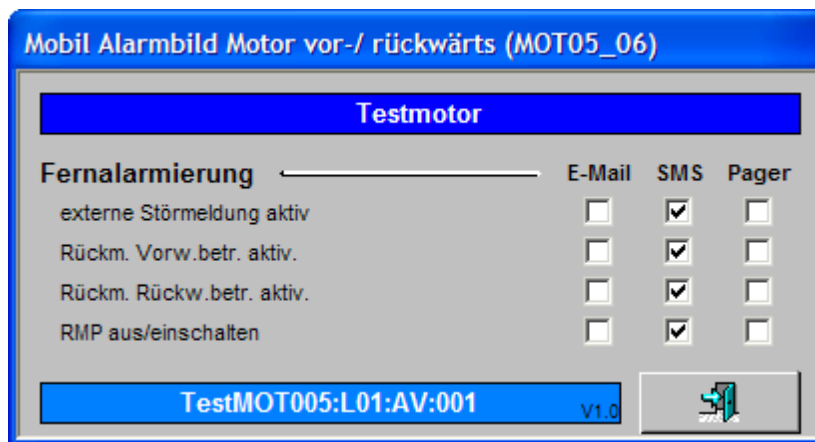 Mobil Alarmbild Motor vor-/ rückwärts (MOT05_06)
Testmotor
Fernalarmierung E-Mail SMS Pager
externe Störmeldung aktiv
Rückm. Vorw.betr. aktiv.
Rückm. Rückw.betr. aktiv.
RMP aus/einschalten
TestMOT005:L01:AV:001 V1.0